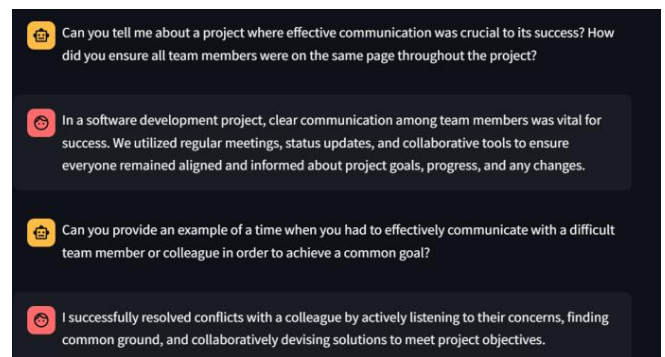 Can you tell me about a project where effective communication was crucial to its success? How
did you ensure all team members were on the same page throughout the project?
In a software development project, clear communication among team members was vital for
success. We utilized regular meetings, status updates, and collaborative tools to ensure
everyone remained aligned and informed about project goals, progress, and any changes.
Can you provide an example of a time when you had to effectively communicate with a difficult
team member or colleague in order to achieve a common goal?
I successfully resolved conflicts with a colleague by actively listening to their concerns, finding
common ground, and collaboratively devising solutions to meet project objectives.